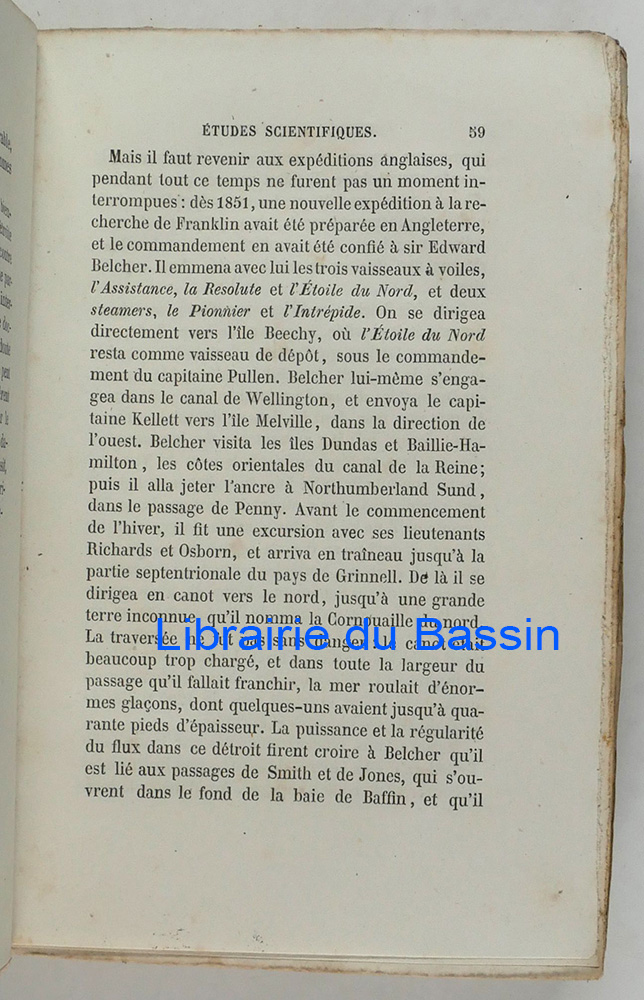 ÉTUDES SCIENTIFIQUES. 59
Mais il faut revenir aux expéditions anglaises, qui
pendant tout ce temps ne furent pas un moment in-
terrompues : dès 1851, une nouvelle expédition à la re-
cherche de Franklin avait été préparée en Angleterre,
et le commandement en avait été confié à sir Edward
Belcher. Il emmena avec lui les trois vaisseaux à voiles,
l'Assistance, la Resolute et l'Étoile du Nord, et deux
steamers, le Pionnier et l'Intrépide. On se dirigea
directement vers l'île Beechy, où l'Étoile du Nord
resta comme vaisseau de dépôt, sous le commande-
ment du capitaine Pullen. Belcher lui-même s'enga-
gea dans le canal de Wellington, et envoya le capi-
taine Kellett vers l'île Melville, dans la direction de
l'ouest. Belcher visita les îles Dundas et Baillie-Ha-
milton, les côtes orientales du canal de la Reine;
puis il alla jeter l'ancre à Northumberland Sund,
dans le passage de Penny. Avant le commencement
de l'hiver, il fit une excursion avec ses lieutenants
Richards et Osborn, et arriva en traîneau jusqu'à la
partie septentrionale du pays de Grinnell. De là il se
dirigea en canot vers le nord, jusqu'à une grande
terre inconnue, qu'il nomma la Cornouaille du nord.
La traversée ne fut pas sans danger : le canot était
Librairie du Bassin
beaucoup trop chargé, et dans toute la largeur du
passage qu'il fallait franchir, la mer roulait d'énor-
mes glaçons, dont quelques-uns avaient jusqu'à qua-
rante pieds d'épaisseur. La puissance et la régularité
du flux dans ce détroit firent croire à Belcher qu'il
est lié aux passages de Smith et de Jones, qui s'ou-
vrent dans le fond de la baie de Baffin, et qu'il